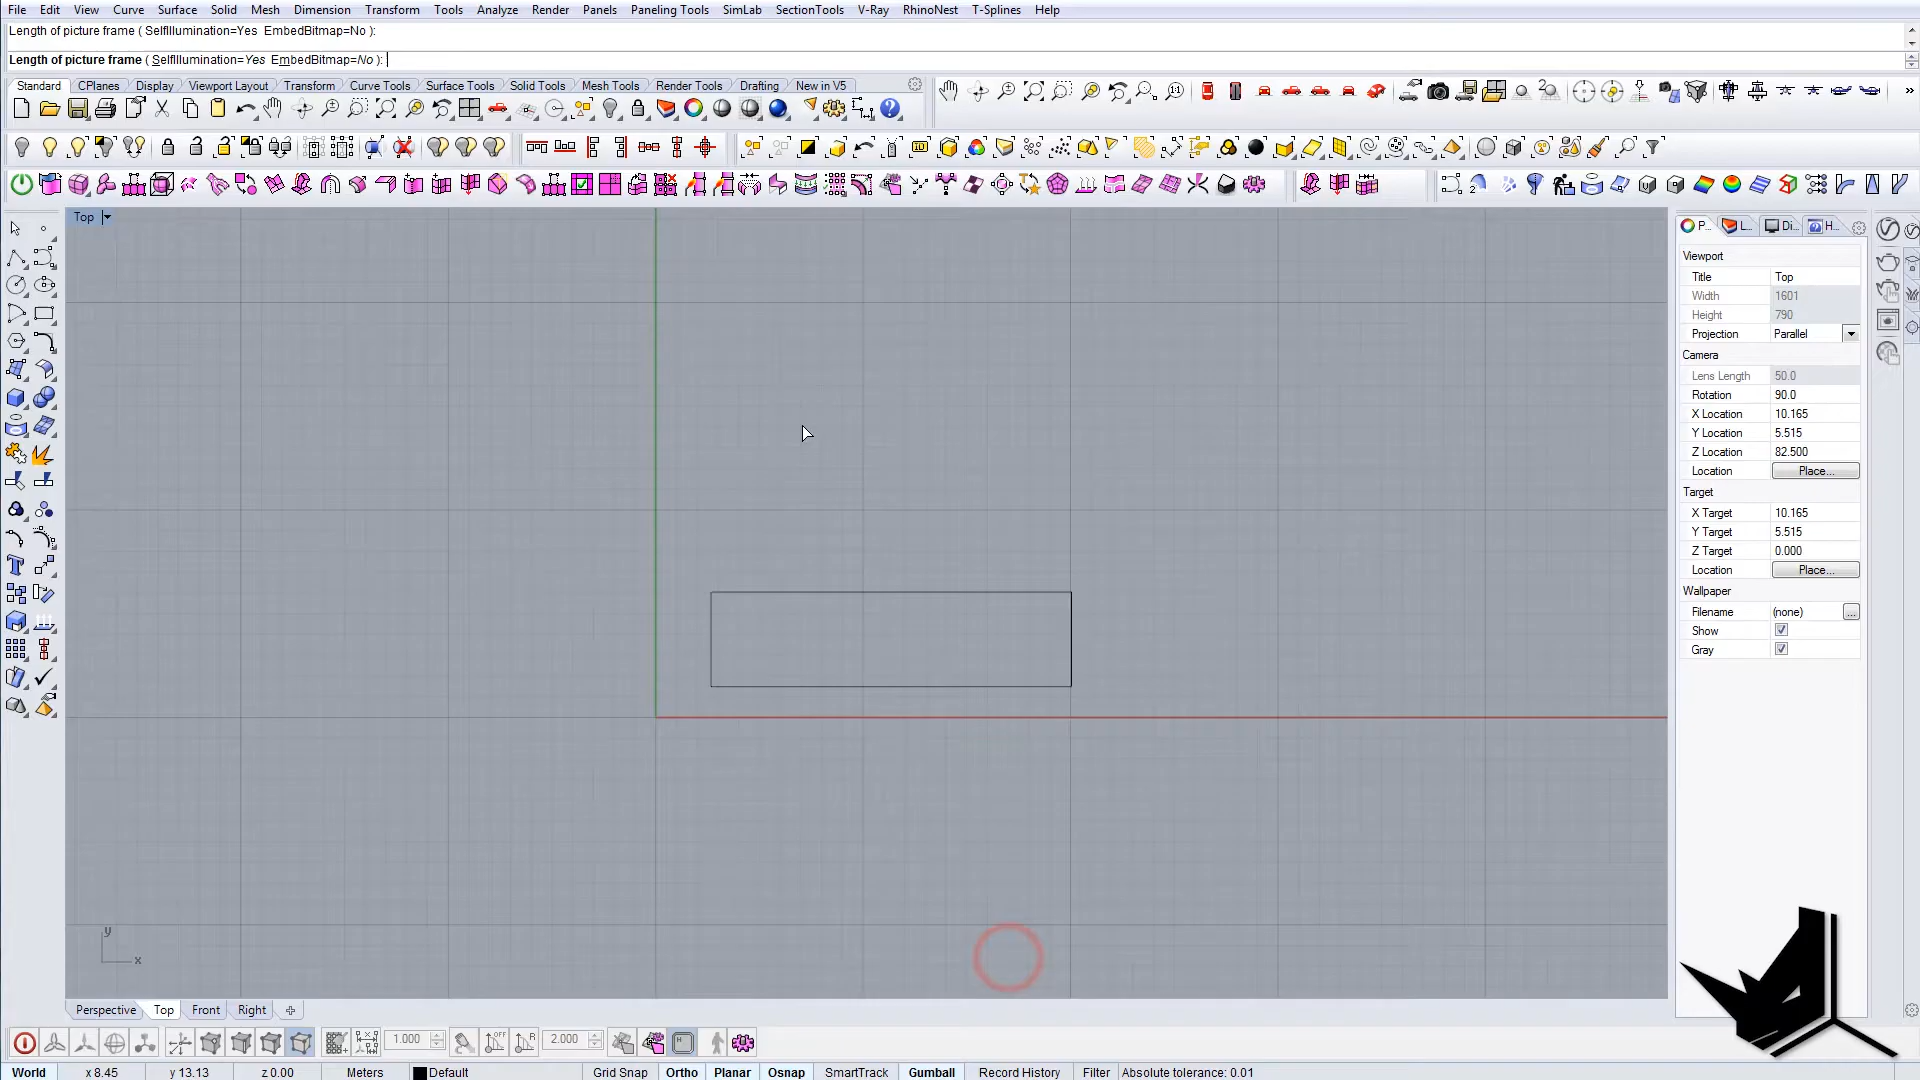 File Edit View Curve Surface Solid Mesh Dimension Transform Tools Analyze Render Panels Paneling Tools SimLab SectionTools V-Ray RhinoNest T-Splines Help
Length of picture frame ( SelfIllumination=Yes EmbedBitmap=No ):
Length of picture frame ( SelfIllumination=Yes EmbedBitmap=No ):
Standard CPlanes Display Viewport Layout Transform Curve Tools Surface Tools Solid Tools Mesh Tools Render Tools Drafting New in V5
Top
P... L... Di... H...
Viewport
Title Top
Width 1601
Height 790
Projection Parallel
Camera
Lens Length 50.0
Rotation 90.0
X Location 10.165
Y Location 5.515
Z Location 82.500
Location Place...
Target
X Target 10.165
Y Target 5.515
Z Target 0.000
Location Place...
Wallpaper
Filename (none) ...
Show
Gray
y
x
Perspective Top Front Right
1.000 2.000
World x 8.45 y 13.13 z 0.00 Meters Default Grid Snap Ortho Planar Osnap SmartTrack Gumball Record History Filter Absolute tolerance: 0.01